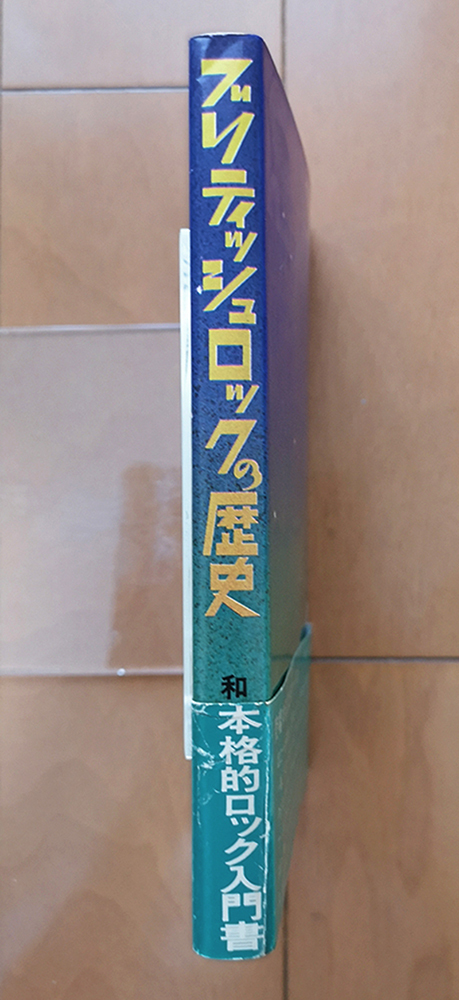 ブリティッシュロックの歴史
和
本格的ロック入門書